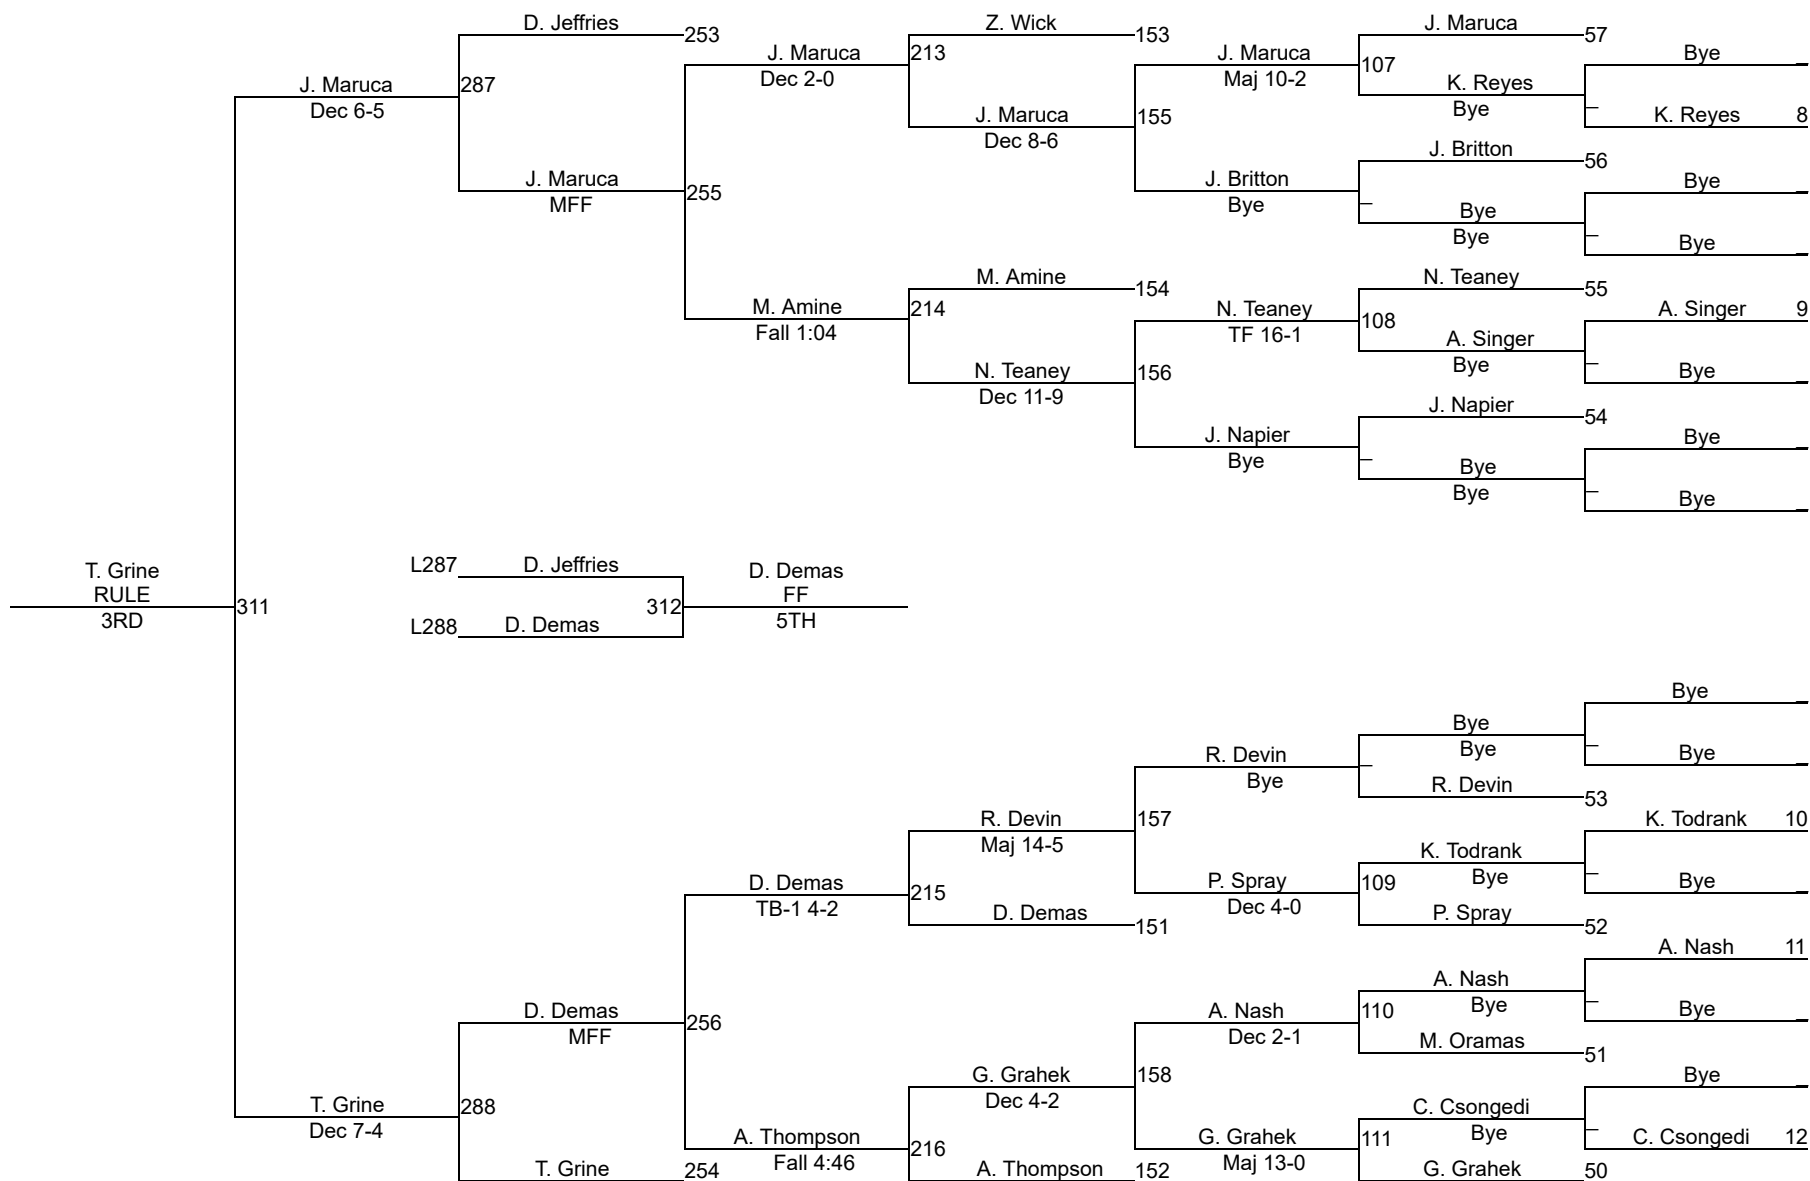 D. Jeffries
253
Z. Wick
153
J. Maruca
57
J. Maruca
Dec 2-0
213
J. Maruca
Maj 10-2
107
Bye
_
J. Maruca
Dec 6-5
287
K. Reyes
Bye
_
K. Reyes 8
J. Maruca
Dec 8-6
155
J. Britton
56
J. Maruca
MFF
255
J. Britton
Bye
_
Bye
_
Bye
Bye
_
Bye
_
M. Amine
154
N. Teaney
55
M. Amine
Fall 1:04
214
N. Teaney
TF 16-1
108
A. Singer 9
A. Singer
Bye
_
Bye
_
N. Teaney
Dec 11-9
156
J. Napier
54
J. Napier
Bye
_
Bye
_
Bye
Bye
_
Bye
_
T. Grine
RULE
3RD
311
L287
D. Jeffries
L288
D. Demas
312
D. Demas
FF
5TH
Bye
_
Bye
Bye
_
Bye
_
R. Devin
Bye
_
R. Devin
53
R. Devin
Maj 14-5
157
K. Todrank 10
K. Todrank
Bye
_
Bye
_
D. Demas
TB-1 4-2
215
P. Spray
Dec 4-0
109
D. Demas
151
P. Spray
52
A. Nash 11
A. Nash
Bye
_
Bye
_
D. Demas
MFF
256
A. Nash
Dec 2-1
110
M. Oramas
51
G. Grahek
Dec 4-2
158
Bye
_
T. Grine
Dec 7-4
288
C. Csongedi
Bye
_
C. Csongedi 12
A. Thompson
Fall 4:46
216
G. Grahek
Maj 13-0
111
T. Grine
254
A. Thompson
152
G. Grahek
50